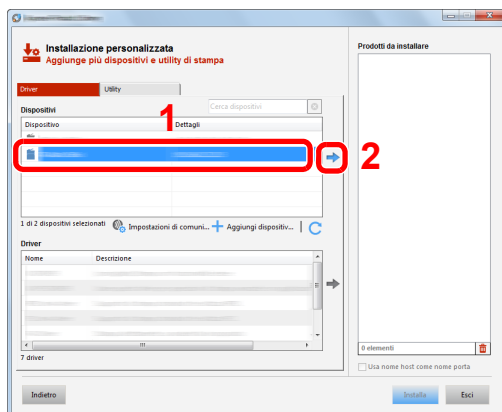 Installazione personalizzata
Aggiunge più dispositivi e utility di stampa
Driver Utility
Dispositivi
Cerca dispositivi
Dispositivo Dettagli
1
2
1 di 2 dispositivi selezionati Impostazioni di comuni... Aggiungi dispositiv...
Driver
Nome Descrizione
7 driver
Prodotti da installare
0 elementi
Usa nome host come nome porta
Indietro
Installa
Esci